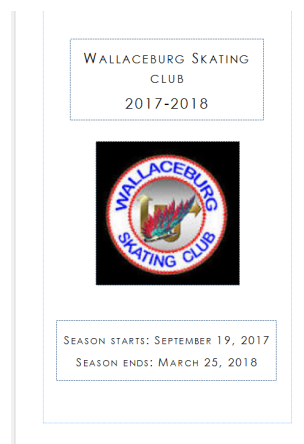 Wallaceburg Skating
club
2017-2018
WALLACEBURG
SKATING CLUB
Season starts: September 19, 2017
Season ends: March 25, 2018